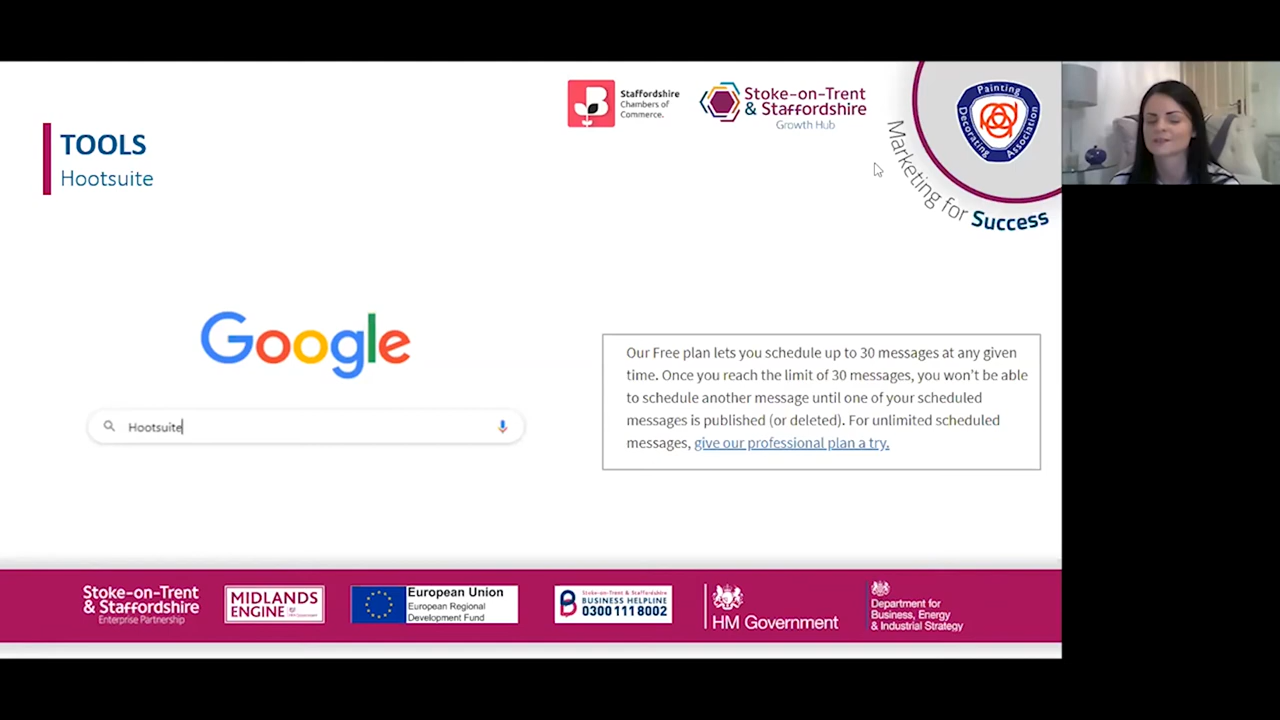 TOOLS
Hootsuite
Staffordshire
Chambers of
Commerce.
Stoke-on-Trent
& Staffordshire
Growth Hub
Painting
Decorating
Association
Marketing for Success
Google
Hootsuite
Our Free plan lets you schedule up to 30 messages at any given
time. Once you reach the limit of 30 messages, you won’t be able
to schedule another message until one of your scheduled
messages is published (or deleted). For unlimited scheduled
messages, give our professional plan a try.
Stoke-on-Trent
& Staffordshire
Enterprise Partnership
MIDLANDS
ENGINE
European Union
European Regional
Development Fund
Stoke-on-Trent & Staffordshire
BUSINESS HELPLINE
0300 111 8002
HM Government
Department for
Business, Energy
& Industrial Strategy